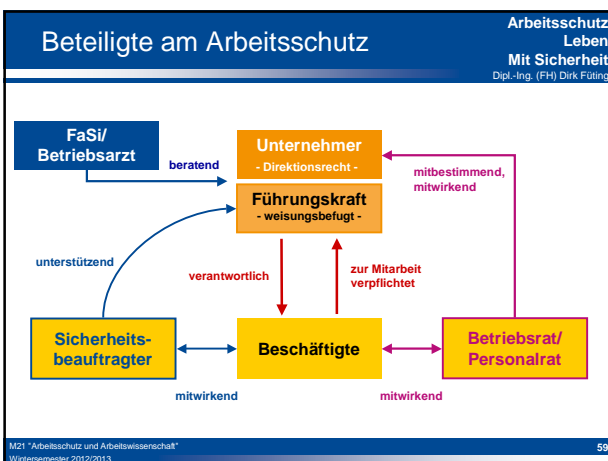 Beteiligte am Arbeitsschutz
Arbeitsschutz
Leben
Mit Sicherheit
Dipl.-Ing. (FH) Dirk Füting
FaSi/
Betriebsarzt
beratend
Unternehmer
- Direktionsrecht -
mitbestimmend,
mitwirkend
Führungskraft
- weisungsbefugt -
unterstützend
verantwortlich
zur Mitarbeit
verpflichtet
Sicherheits-
beauftragter
Beschäftigte
Betriebsrat/
Personalrat
mitwirkend
mitwirkend
M21 "Arbeitsschutz und Arbeitswissenschaft"
Wintersemester 2012/2013
59